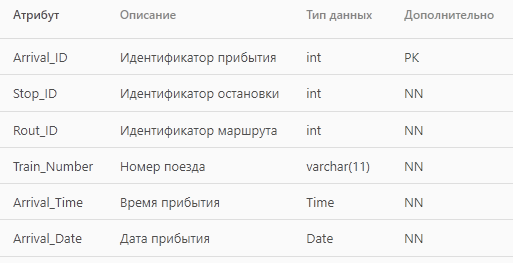 Атрибут Описание Тип данных Дополнительно
Arrival_ID Идентификатор прибытия int PK
Stop_ID Идентификатор остановки int NN
Rout_ID Идентификатор маршрута int NN
Train_Number Номер поезда varchar(11) NN
Arrival_Time Время прибытия Time NN
Arrival_Date Дата прибытия Date NN